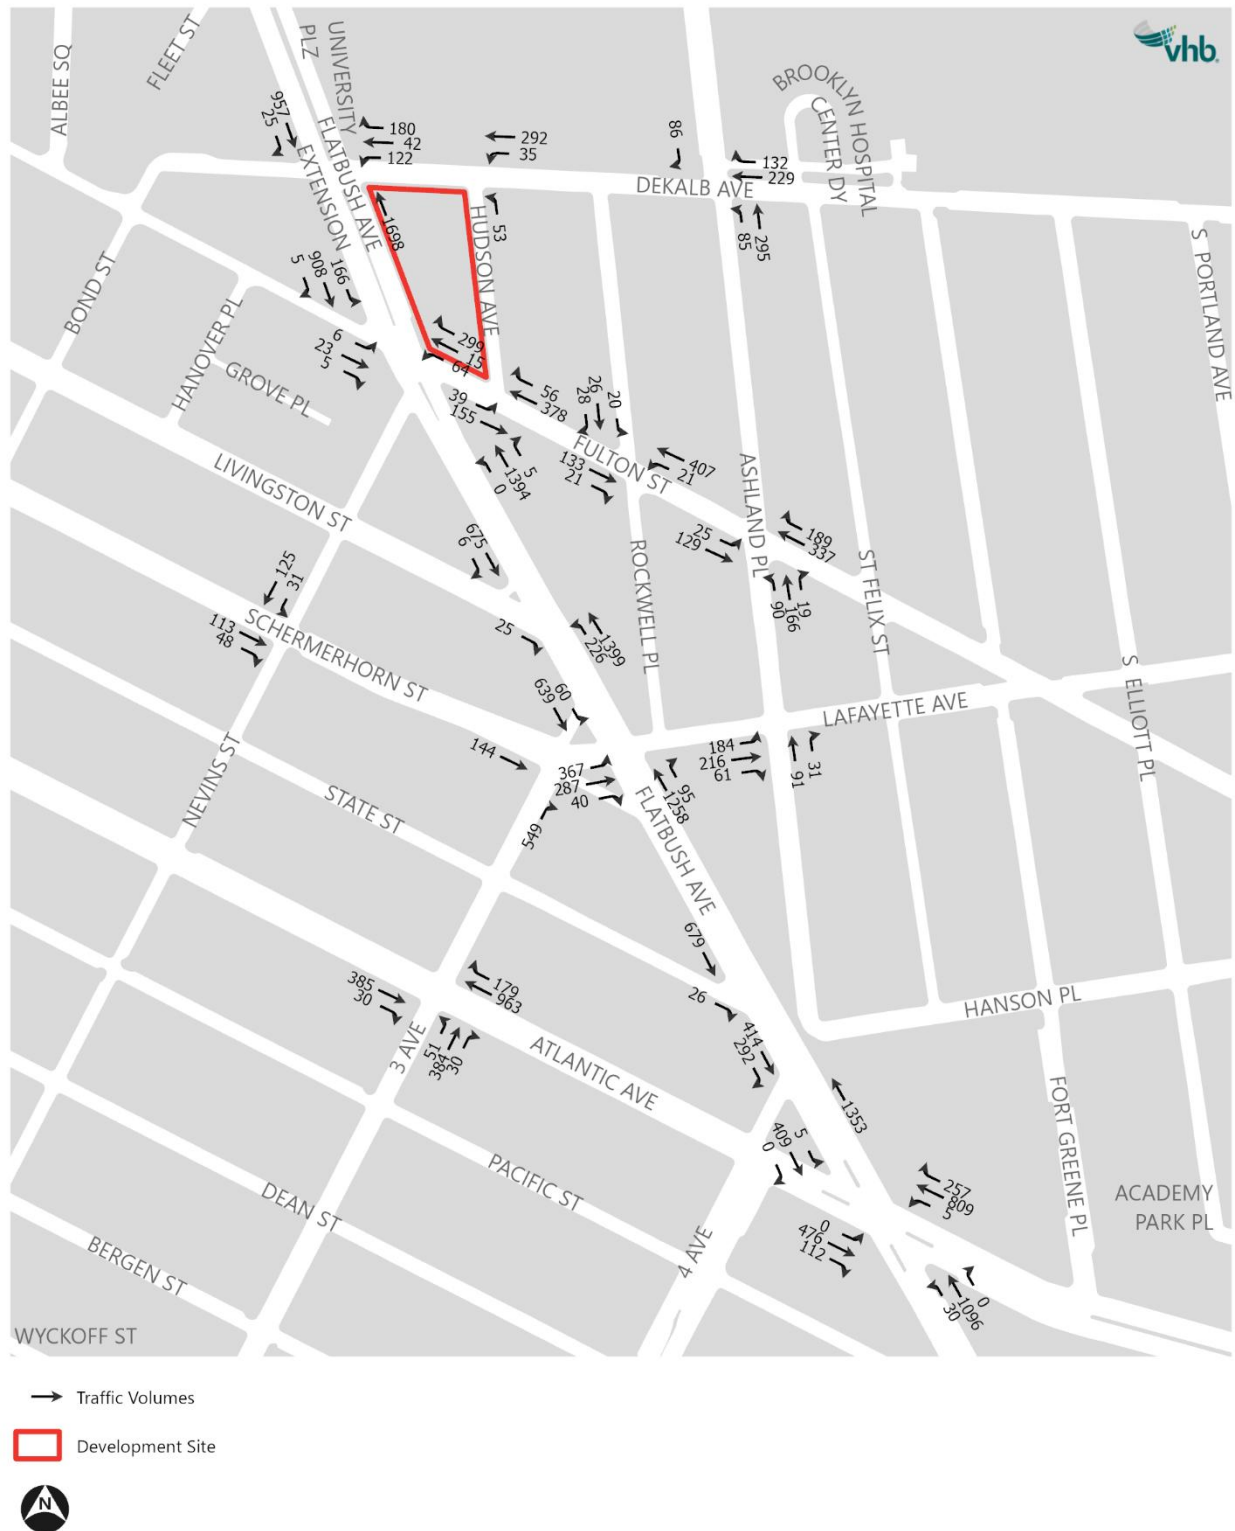 vhb.
ALBEE SQ
FLEET ST
UNIVERSITY
PLZ
FLATBUSH AVE
EXTENSION
BROOKLYN HOSPITAL
CENTER DY
957
25
180
42
122
292
35
86
132
229
DEKALB AVE
85
295
1698
53
HUDSON AVE
S PORTLAND AVE
BOND ST
HANOVER PL
GROVE PL
5
908
166
6
23
5
299
15
64
39
155
56
378
26
28
20
133
21
FULTON ST
407
21
5
1394
0
ASHLAND PL
25
129
189
337
19
166
90
LIVINGSTON ST
675
6
ROCKWELL PL
ST FELIX ST
125
31
113
48
SCHERMERHORN ST
25
1399
226
60
639
144
S ELLIOTT PL
LAFAYETTE AVE
184
216
61
91
31
367
287
40
95
1258
549
NEVINS ST
STATE ST
FLATBUSH AVE
679
26
385
30
179
963
51
384
30
3 AVE
ATLANTIC AVE
414
292
HANSON PL
1353
FORT GREENE PL
409
5
0
257
809
5
ACADEMY
PARK PL
0
476
112
0
1096
30
PACIFIC ST
DEAN ST
BERGEN ST
4 AVE
WYCKOFF ST
Traffic Volumes
Development Site
N